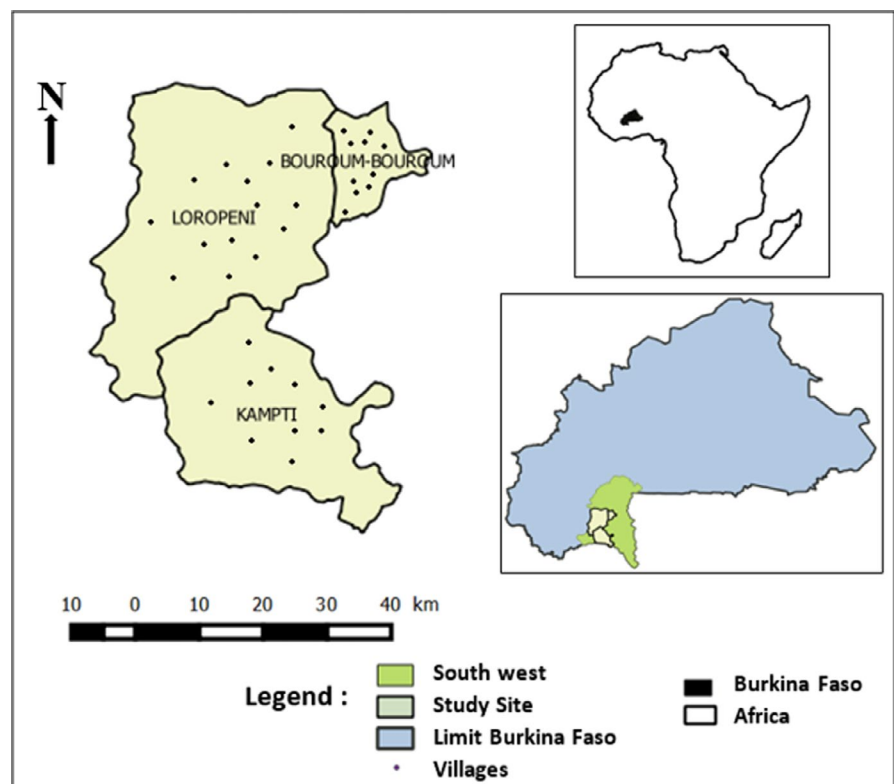 N
BOUROUM-BOUROUM
LOROPENI
KAMPTI
10 0 10 20 30 40 km
Legend :
South west
Study Site
Limit Burkina Faso
Villages
Burkina Faso
Africa